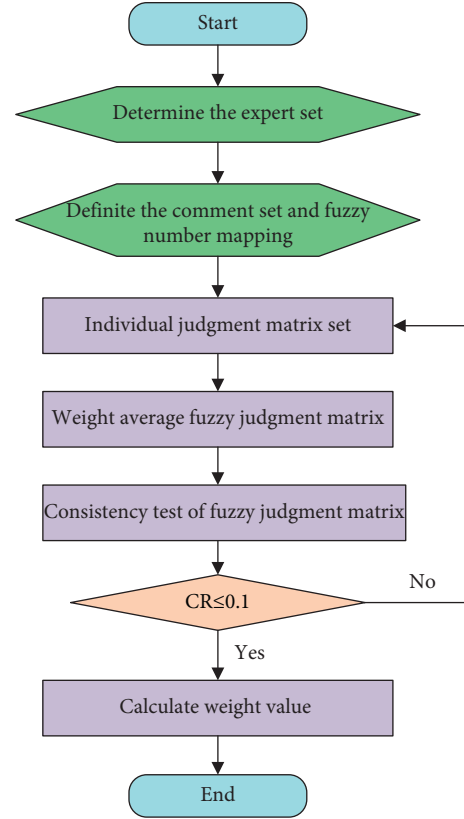 Start
Determine the expert set
Definite the comment set and fuzzy
number mapping
Individual judgment matrix set
Weight average fuzzy judgment matrix
Consistency test of fuzzy judgment matrix
CR≤0.1
No
Yes
Calculate weight value
End